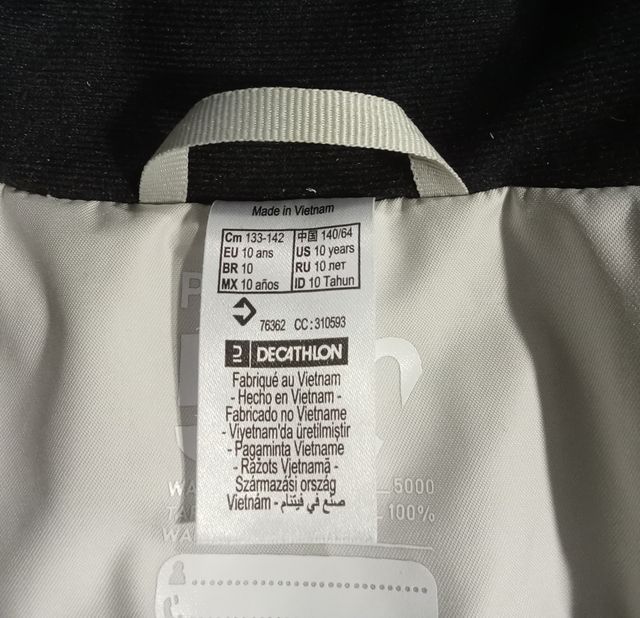 Made in Vietnam
Cm 133-142 中国 140/64
EU 10 ans US 10 years
BR 10 RU 10 лет
MX 10 años ID 10 Tahun
76362 CC:310593
DECATHLON
Fabriqué au Vietnam
- Hecho en Vietnam -
Fabricado no Vietname
- Viyetnam'da üretilmiştir
- Pagaminta Vietname
- Ražots Vjetnamā -
Származási ország
Vietnám - صنع في فيتنام
5000
100%